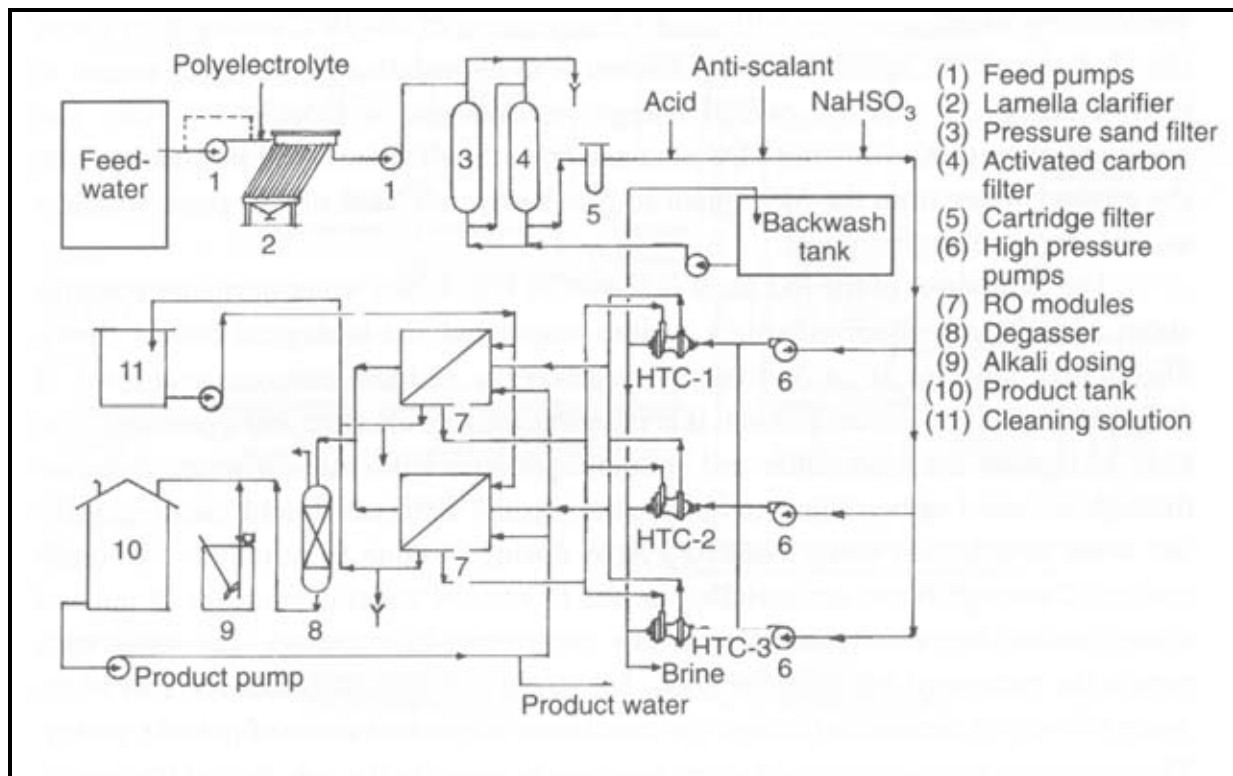 Polyelectrolyte
Anti-scalant
Acid
NaHSO3
Feed-
water
1
2
1
3
4
5
Backwash
tank
(1) Feed pumps
(2) Lamella clarifier
(3) Pressure sand filter
(4) Activated carbon
filter
(5) Cartridge filter
(6) High pressure
pumps
(7) RO modules
(8) Degasser
(9) Alkali dosing
(10) Product tank
(11) Cleaning solution
11
7
HTC-1
6
10
9
8
7
HTC-2
6
HTC-3
6
Brine
Product pump
Product water